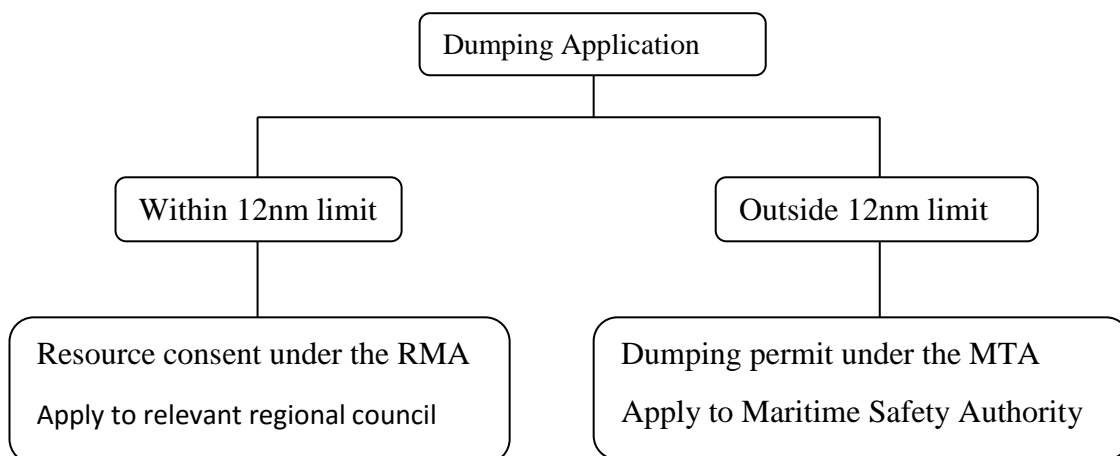 Dumping Application
Within 12nm limit
Outside 12nm limit
Resource consent under the RMA
Apply to relevant regional council
Dumping permit under the MTA
Apply to Maritime Safety Authority